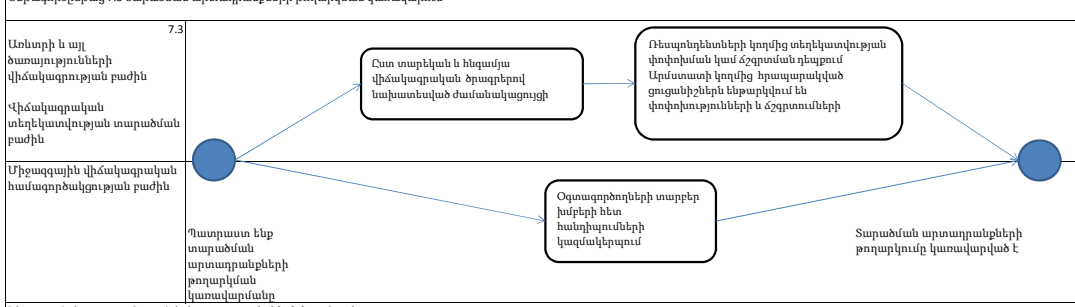 7.3
Առևտրի և այլ
ծառայությունների
վիճակագրության բաժին
Վիճակագրական
տեղեկատվության տարածման
բաժին
Ըստ տարեկան և հնգամյա
վիճակագրական ծրագրերով
նախատեսված ժամանակացույցի
Ռեսպոնդենտների կողմից տեղեկատվության
փոփոխման կամ ճշգրտման դեպքում
Արմստատի կողմից հրապարակված
ցուցանիշներն ենթարկվում են
փոփոխությունների և ճշգրտումների
Միջազգային վիճակագրական
համագործակցության բաժին
Օգտագործողների տարբեր
խմբերի հետ
հանդիպումների
կազմակերպում
Պատրաստ ենք
տարածման
արտադրանքների
թողարկման
կառավարմանը
Տարածման արտադրանքների
թողարկումը կառավարված է